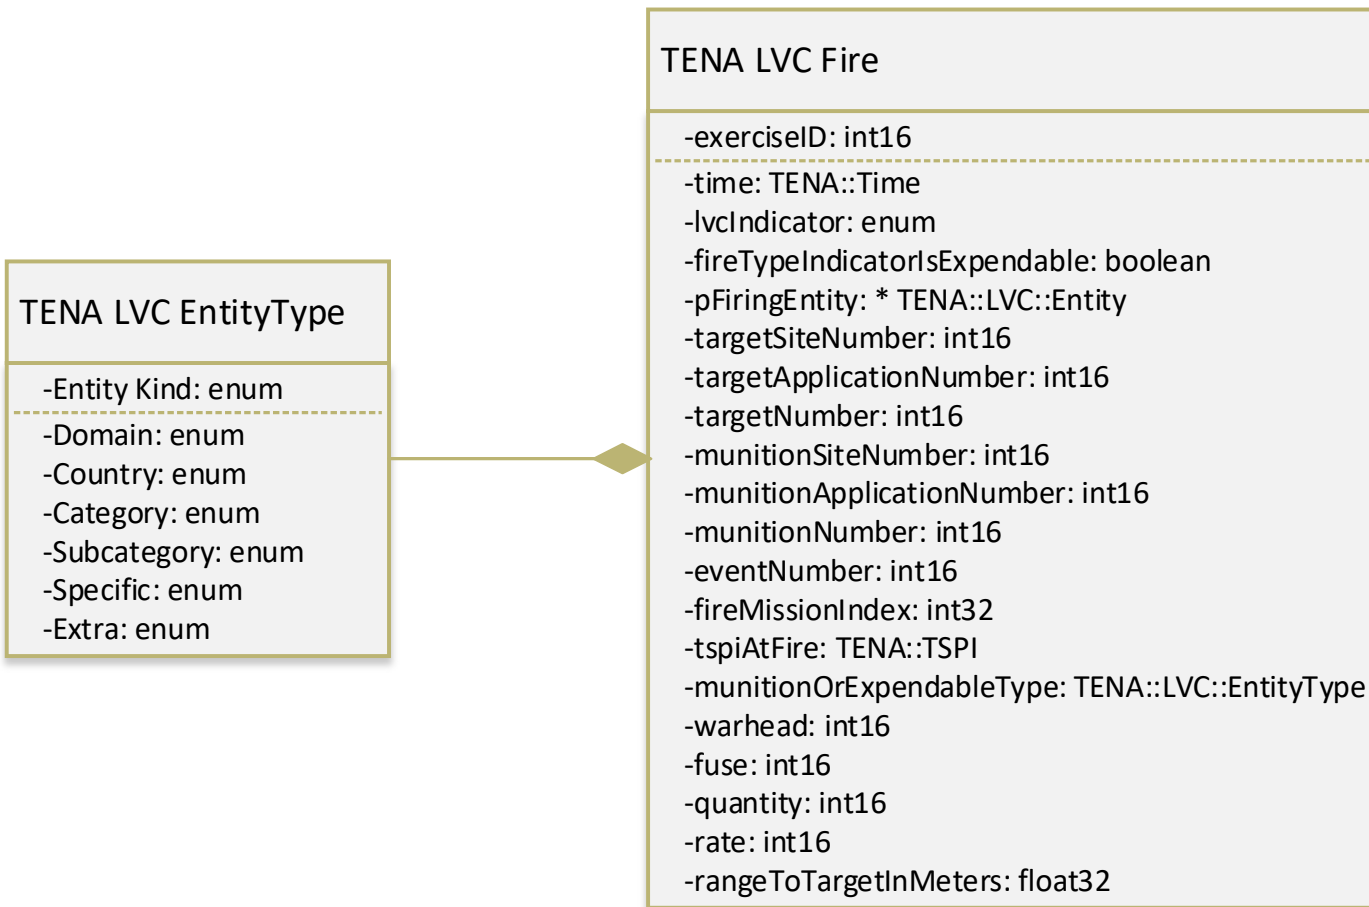 TENA LVC EntityType
-Entity Kind: enum
-Domain: enum
-Country: enum
-Category: enum
-Subcategory: enum
-Specific: enum
-Extra: enum
TENA LVC Fire
-exerciseID: int16
-time: TENA::Time
-lvcIndicator: enum
-fireTypeIndicatorIsExpendable: boolean
-pFiringEntity: * TENA::LVC::Entity
-targetSiteNumber: int16
-targetApplicationNumber: int16
-targetNumber: int16
-munitionSiteNumber: int16
-munitionApplicationNumber: int16
-munitionNumber: int16
-eventNumber: int16
-fireMissionIndex: int32
-tspiAtFire: TENA::TSPI
-munitionOrExpendableType: TENA::LVC::EntityType
-warhead: int16
-fuse: int16
-quantity: int16
-rate: int16
-rangeToTargetInMeters: float32